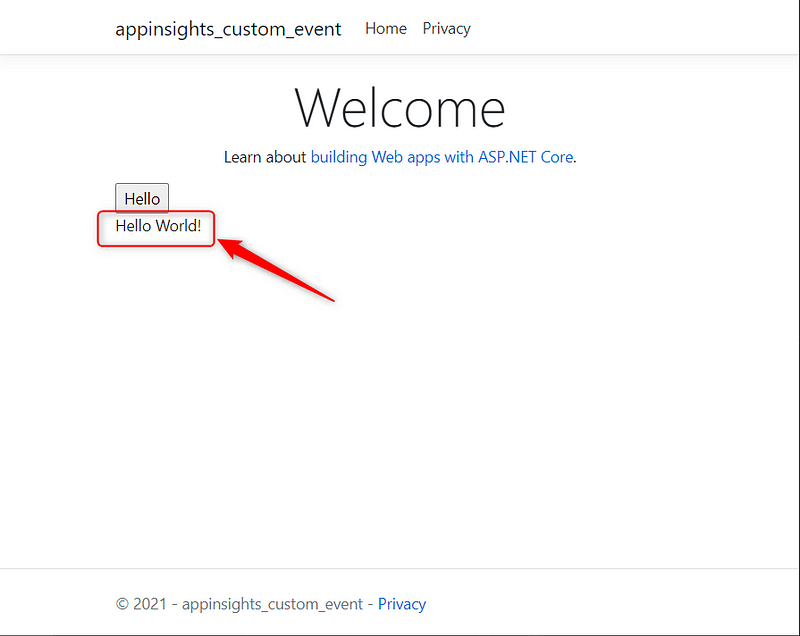 appinsights_custom_event Home Privacy
Welcome
Learn about building Web apps with ASP.NET Core.
Hello
Hello World!
© 2021 - appinsights_custom_event - Privacy